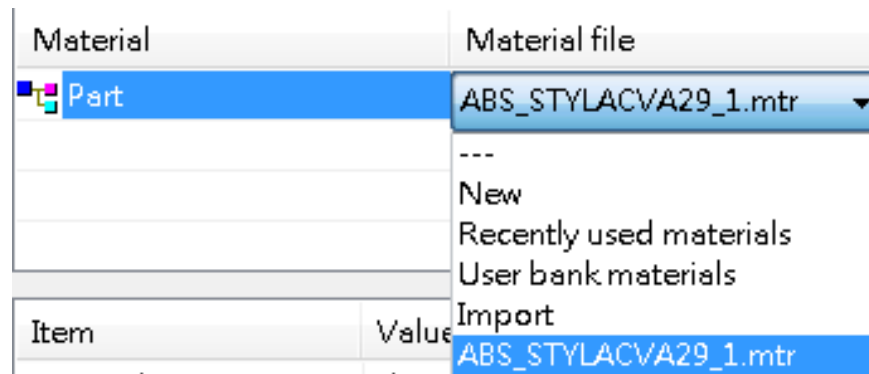 Material Material file
Part ABS_STYLACVA29_1.mtr
---
New
Recently used materials
User bank materials
Import
Item Value
ABS_STYLACVA29_1.mtr